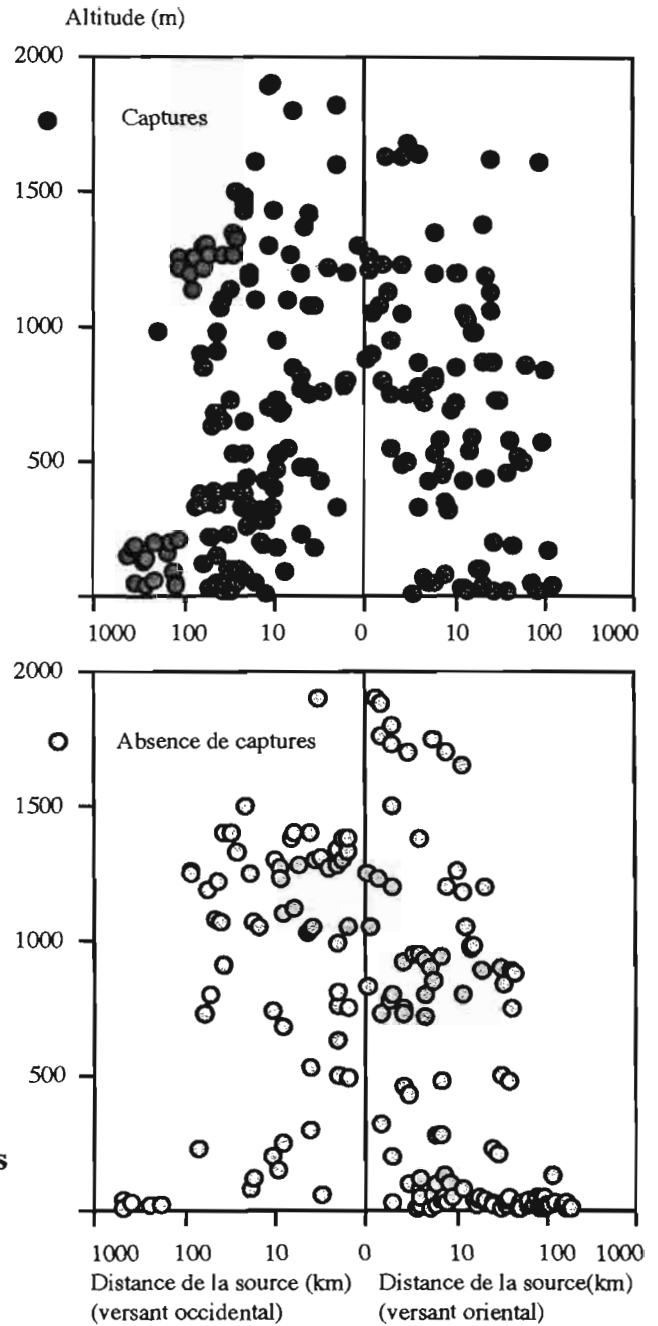 Altitude (m)
2000
Captures
1500
1000
500
1000 100 10 0 10 100 1000
2000
Absence de captures
1500
1000
500
s
1000 100 10 0 10 100 1000
Distance de la source (km) Distance de la source(km)
(versant occidental) (versant oriental)